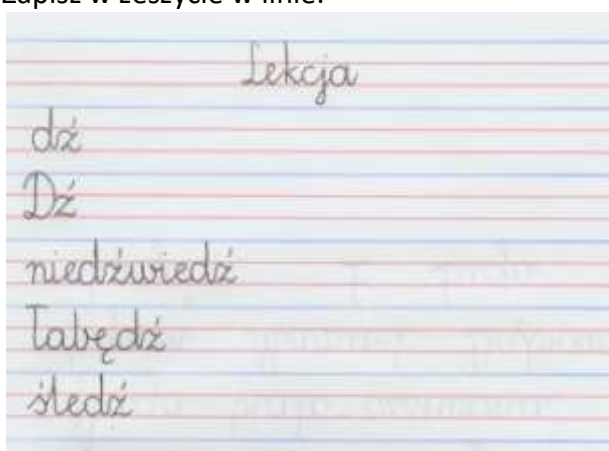 Zapisz w zeszycie w linie:
Lekcja
dź
Dź
niedźwiedź
łabędź
śledź